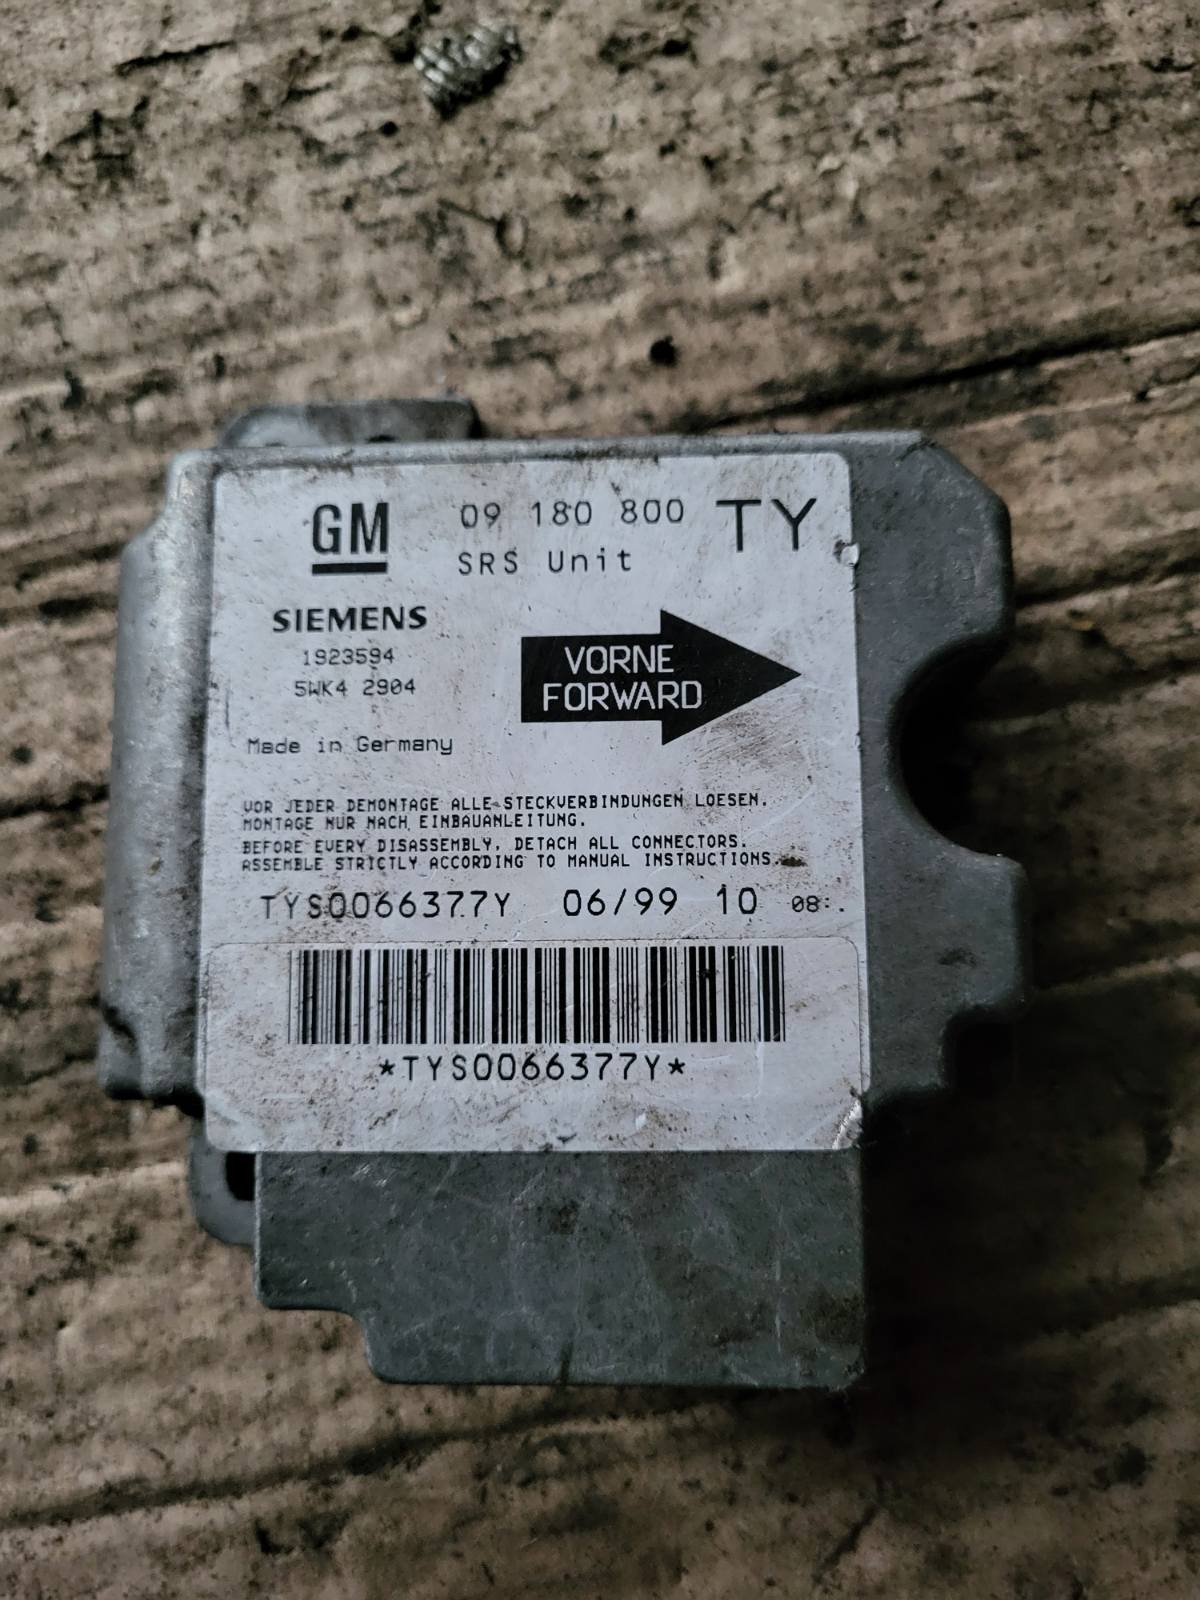 GM 09 180 800 TY
SRS Unit
SIEMENS
1923594
5WK4 2904
VORNE
FORWARD
Made in Germany
VOR JEDER DEMONTAGE ALLE STECKVERBINDUNGEN LOESEN.
MONTAGE NUR NACH EINBAUANLEITUNG.
BEFORE EVERY DISASSEMBLY, DETACH ALL CONNECTORS.
ASSEMBLE STRICTLY ACCORDING TO MANUAL INSTRUCTIONS.
TYS0066377Y 06/99 10 08:.
*TYS0066377Y*